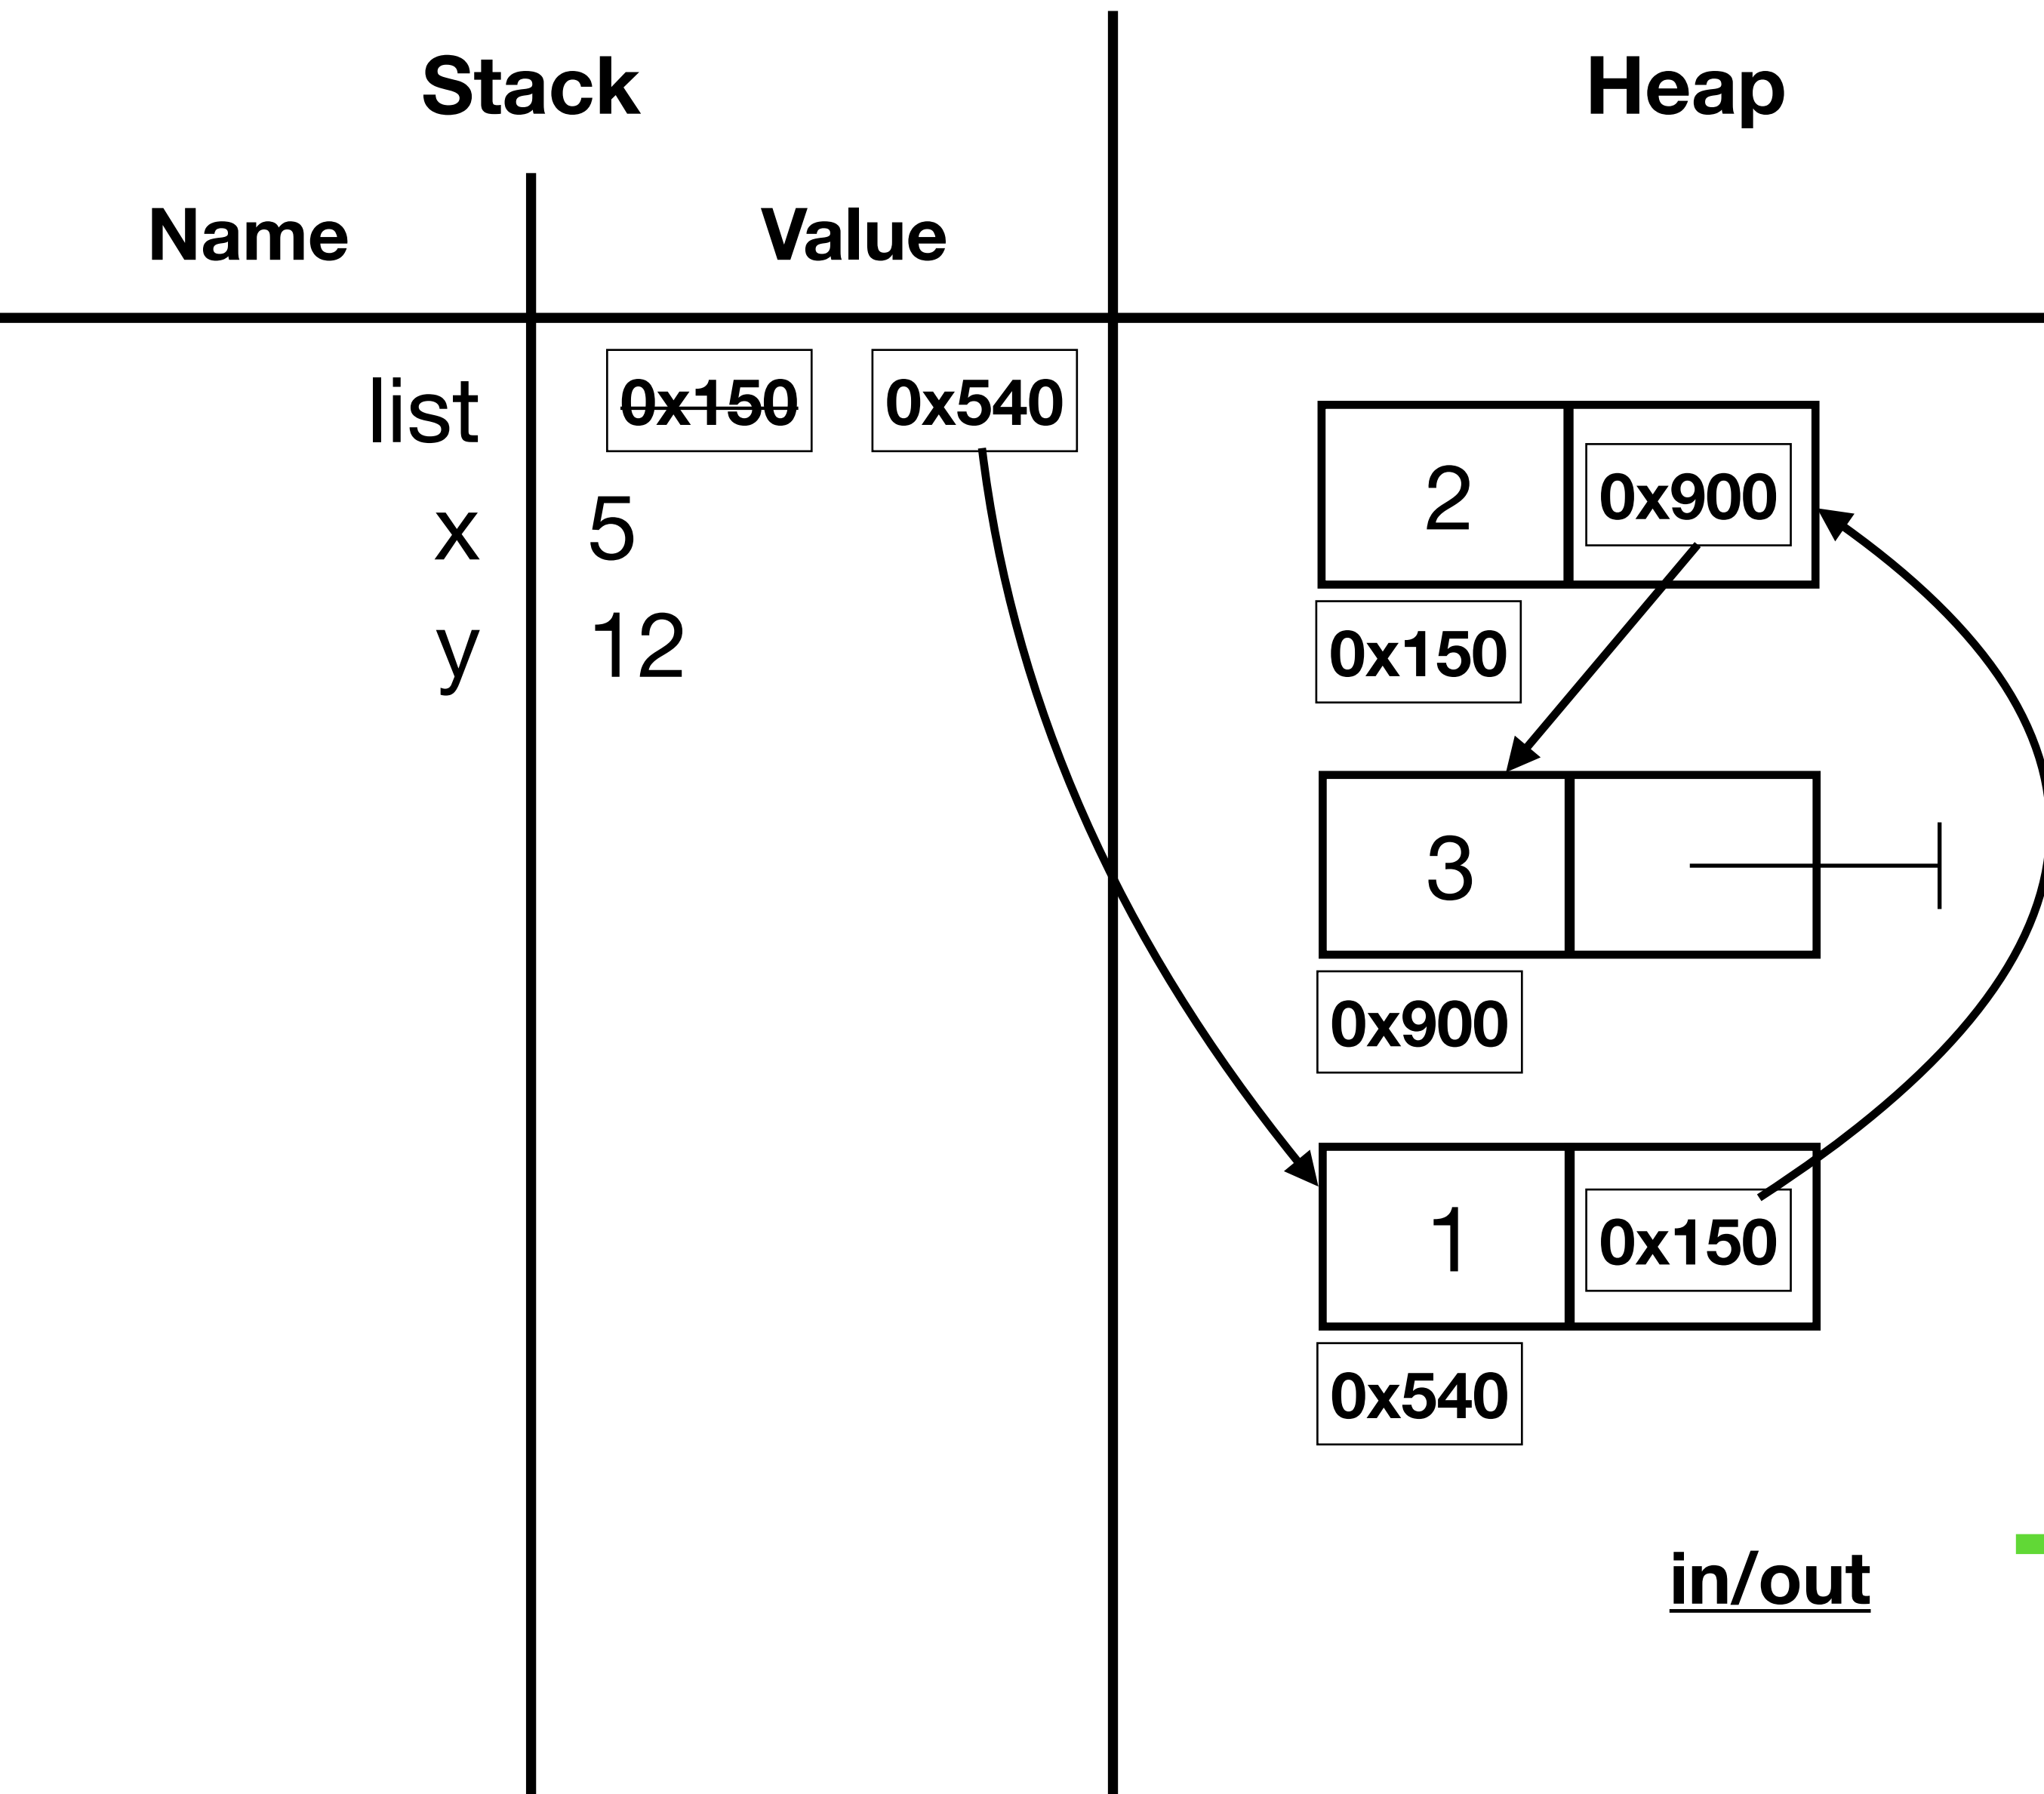 Stack Heap
Name Value
list 0x150 0x540
2 0x900
x 5
y 12
0x150
3
0x900
1 0x150
0x540
in/out